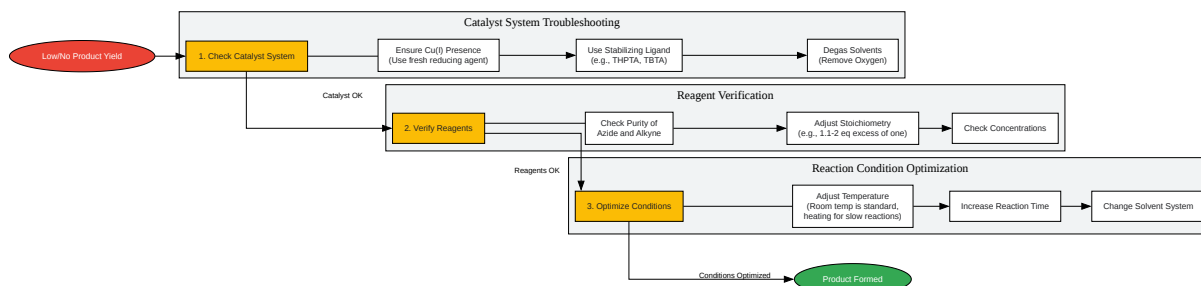 Catalyst System Troubleshooting
Low/No Product Yield
1. Check Catalyst System
Ensure Cu(I) Presence
(Use fresh reducing agent)
Use Stabilizing Ligand
(e.g., THPTA, TBTA)
Degas Solvents
(Remove Oxygen)
Catalyst OK
Reagent Verification
2. Verify Reagents
Check Purity of
Azide and Alkyne
Adjust Stoichiometry
(e.g., 1.1-2 eq excess of one)
Check Concentrations
Reagents OK
Reaction Condition Optimization
3. Optimize Conditions
Adjust Temperature
(Room temp is standard,
heating for slow reactions)
Increase Reaction Time
Change Solvent System
Conditions Optimized
Product Formed